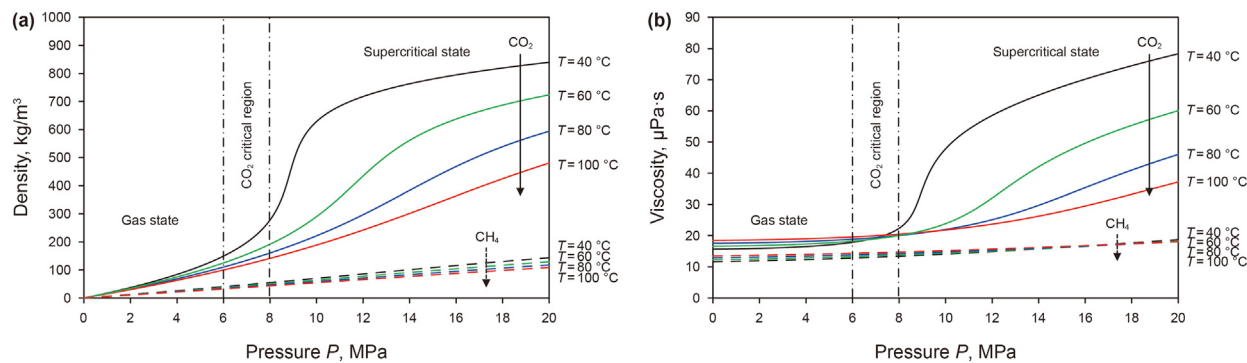 (a)
1000
900
800
700
600
500
400
300
200
100
0
Density, kg/m³
0 2 4 6 8 10 12 14 16 18 20
Pressure P, MPa
Gas state
CO₂ critical region
Supercritical state
CO₂
T = 40 °C
T = 60 °C
T = 80 °C
T = 100 °C
CH₄
T = 40 °C
T = 60 °C
T = 80 °C
T = 100 °C
(b)
90
80
70
60
50
40
30
20
10
0
Viscosity, µPa·s
0 2 4 6 8 10 12 14 16 18 20
Pressure P, MPa
Gas state
CO₂ critical region
Supercritical state
CO₂
T = 40 °C
T = 60 °C
T = 80 °C
T = 100 °C
CH₄
T = 40 °C
T = 60 °C
T = 80 °C
T = 100 °C